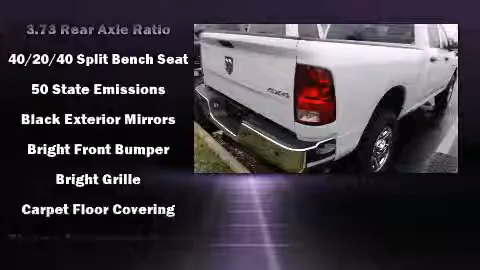 3.73 Rear Axle Ratio
40/20/40 Split Bench Seat
50 State Emissions
Black Exterior Mirrors
Bright Front Bumper
Bright Grille
Carpet Floor Covering
4X4